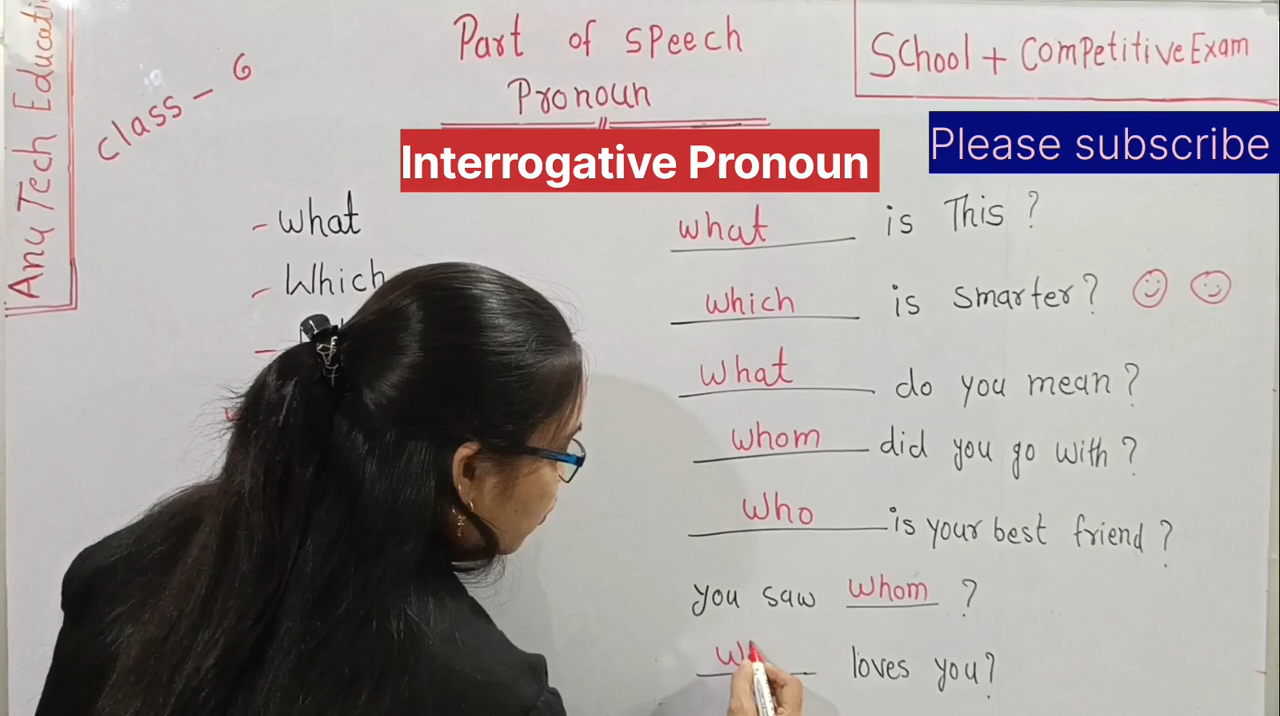 Anu Tech Educati
class - 6
Part of speech
Pronoun
School + Competitive Exam
Interrogative Pronoun
Please subscribe
- what
- Which
what is This ?
which is smarter ?
what do you mean ?
whom did you go with ?
who is your best friend ?
you saw whom ?
loves you ?